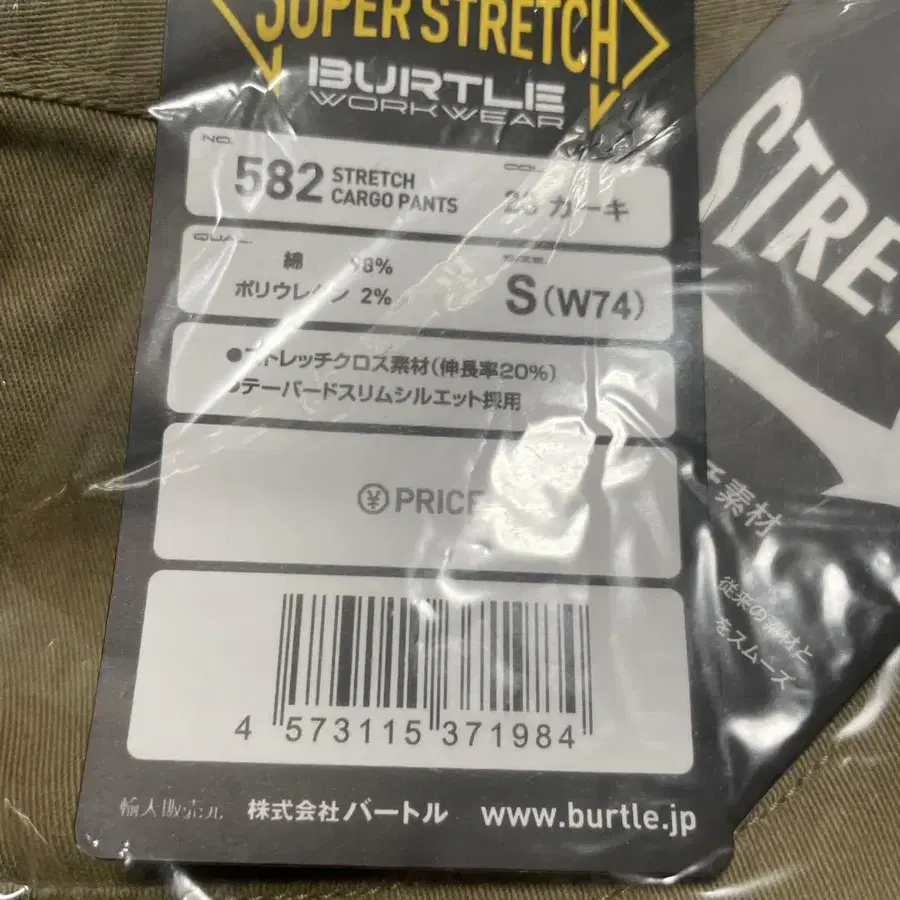 SUPER STRETCH
BURTLE
WORKWEAR
NO.
582 STRETCH
CARGO PANTS
カーキ
QUAL.
綿 98%
ポリウレタン 2%
SIZE
S(W74)
●ストレッチクロス素材(伸長率20%)
●テーパードスリムシルエット採用
¥ PRICE
4 573115 371984
輸入販売元 株式会社バートル www.burtle.jp
STRE
素材
従来の素材と
をスムーズ